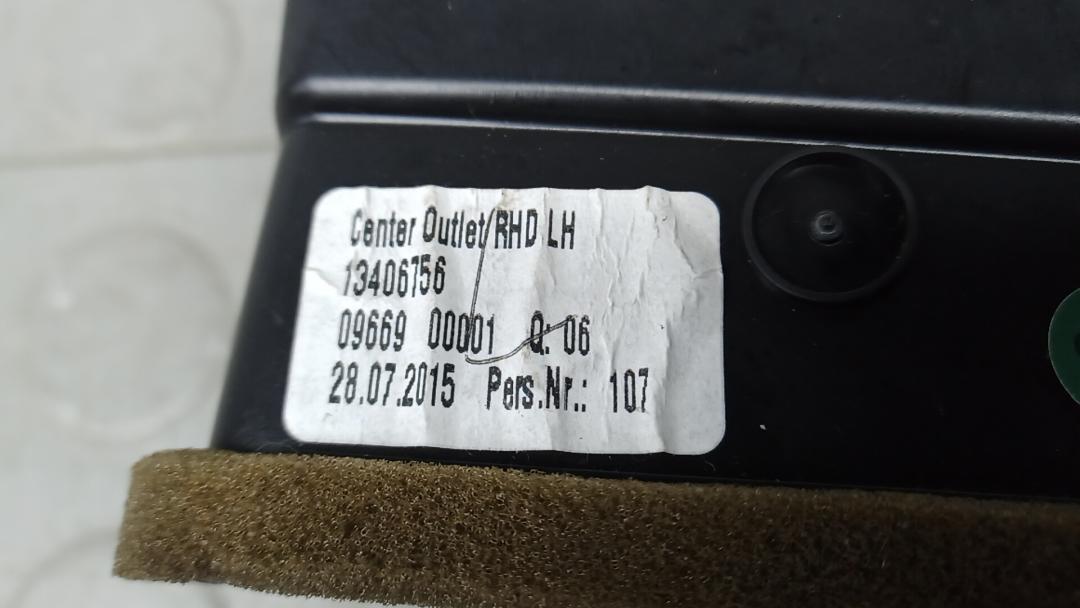 Center Outlet/RHD LH
13406756
09669 00001 Q: 06
28.07.2015 Pers.Nr.: 107